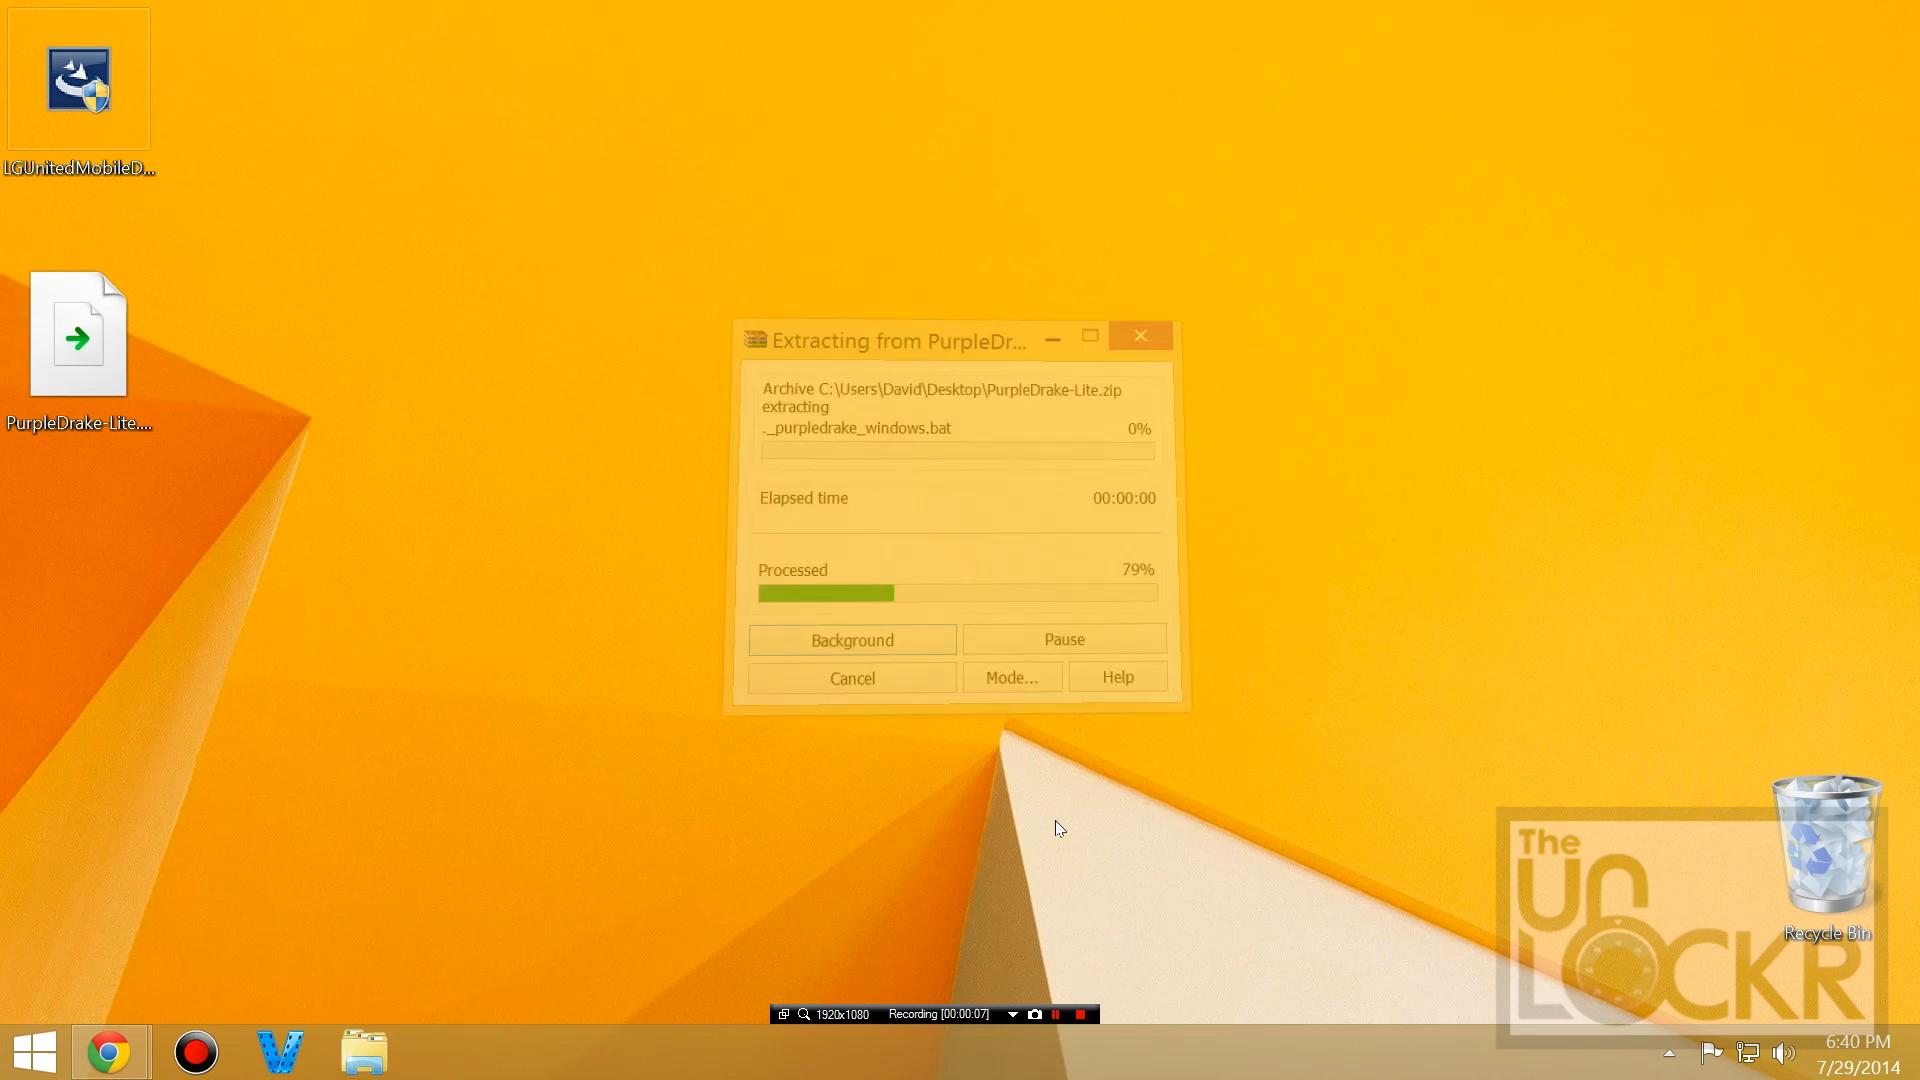 LGUnitedMobileD...
PurpleDrake-Lite....
Extracting from PurpleDr...
Archive C:\Users\David\Desktop\PurpleDrake-Lite.zip
extracting
._purpledrake_windows.bat 0%
Elapsed time 00:00:00
Processed 79%
Background Pause
Cancel Mode... Help
The
UN
LOCKR
Recycle Bin
1920x1080 Recording [00:00:07]
6:40 PM
7/29/2014